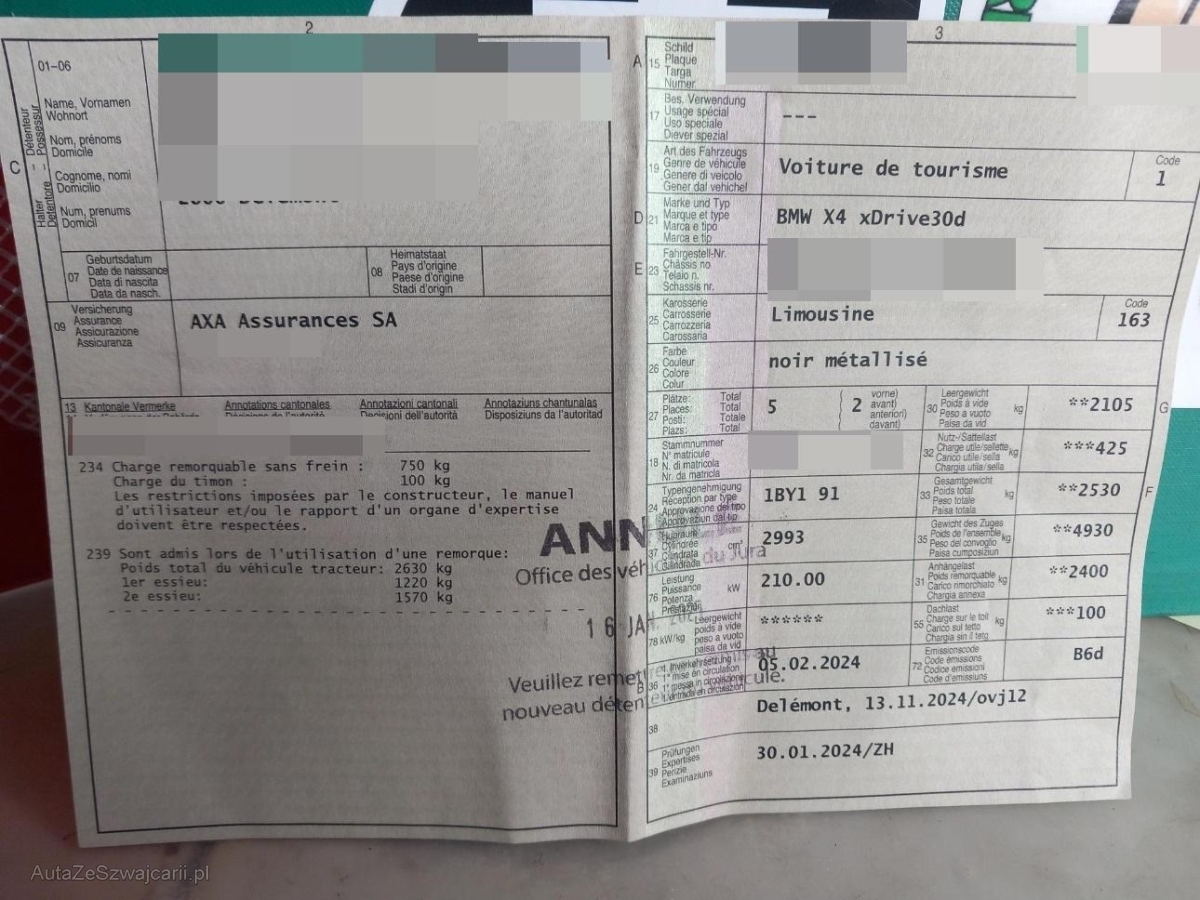 2
01-06
Détenteur - Possessur
Halter - Detentore
C
Name, Vornamen
Wohnort
Nom, prénoms
Domicile
Cognome, nomi
Domicilio
Num, prenums
Domicil
07
Geburtsdatum
Date de naissance
Data di nascita
Data da nasch.
08
Heimatstaat
Pays d'origine
Paese d'origine
Stadi d'origin
09
Versicherung
Assurance
Assicurazione
Assicuranza
AXA Assurances SA
13 Kantonale Vermerke Annotations cantonales Annotazioni cantonali Annotaziuns chantunalas
Decisioni dell'autorità Disposiziuns da l'autoritad
234 Charge remorquable sans frein : 750 kg
Charge du timon : 100 kg
Les restrictions imposées par le constructeur, le manuel
d'utilisateur et/ou le rapport d'un organe d'expertise
doivent être respectées.
239 Sont admis lors de l'utilisation d'une remorque:
Poids total du véhicule tracteur: 2630 kg
1er essieu: 1220 kg
2e essieu: 1570 kg
ANN
Office des véh du Jura
16 JAN.
Veuillez remett au
nouveau déten
3
A
15
Schild
Plaque
Targa
Numer
17
Bes. Verwendung
Usage spécial
Uso speciale
Diever spezial
---
19
Art des Fahrzeugs
Genre de véhicule
Genere di veicolo
Gener dal vehichel
Voiture de tourisme
Code
1
D
21
Marke und Typ
Marque et type
Marca e tipo
Marca e tip
BMW X4 xDrive30d
E
23
Fahrgestell-Nr.
Châssis no
Telaio n.
Schassis nr.
25
Karosserie
Carrosserie
Carrozzeria
Carossaria
Limousine
Code
163
26
Farbe
Couleur
Colore
Colur
noir métallisé
27
Plätze: Total
Places: Total
Posti: Totale
Plazs: Total
5
2
vorne)
avant)
anteriori)
davant)
30
Leergewicht
Poids à vide
Peso a vuoto
Paisa da vid
kg
**2105
G
18
Stammnummer
N° matricule
N. di matricola
Nr. da matricla
32
Nutz-/Sattellast
Charge utile/sellette
Carico utile/sella
Chargia utila/sella
kg
***425
24
Typengenehmigung
Réception par type
Approvazione del tipo
Approvaziun dal tip
1BY1 91
33
Gesamtgewicht
Poids total
Peso totale
Paisa totala
kg
**2530
F
37
Hubraum
Cylindrée
Cilindrata
cm³
2993
35
Gewicht des Zuges
Poids de l'ensemble
Peso del convoglio
Paisa cumposiziun
kg
**4930
76
Leistung
Puissance
Potenza
Prestaziun
kW
210.00
31
Anhängelast
Poids remorquable
Carico rimorchiato
Chargia annexa
kg
**2400
78 kW/kg
Leergewicht
poids à vide
peso a vuoto
paisa da vid
******
55
Dachlast
Charge sur le toit
Carico sul tetto
Chargia sin il tetg
kg
***100
B
36
1. Inverkehrsetzung
1re mise en circulation
1a messa in circolazione
05.02.2024
72
Emissionscode
Code émissions
Codice emissioni
Code d'emissiuns
B6d
38
Delémont, 13.11.2024/ovj12
39
Prüfungen
Expertises
Perizie
Examinaziuns
30.01.2024/ZH
AutaZeSzwajcarii.pl